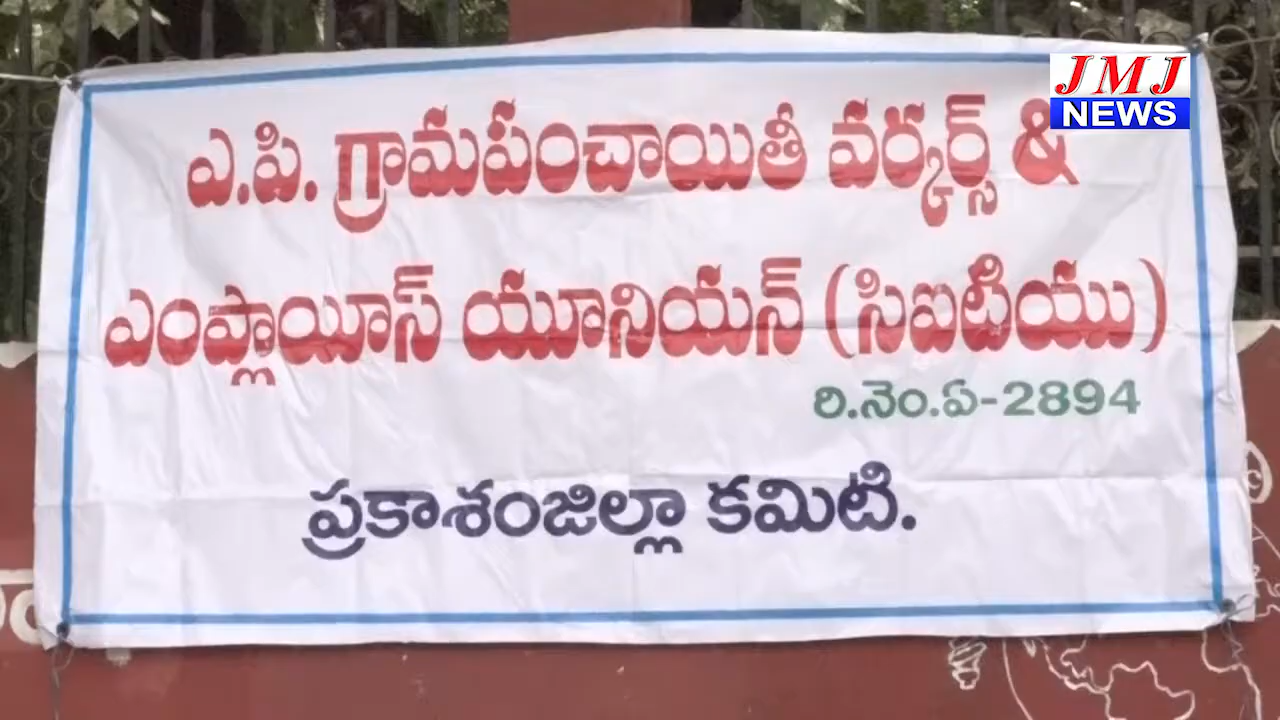 JMJ
NEWS
ఎ.పి. గ్రామపంచాయితీ వర్కర్స్ &
ఎంప్లాయీస్ యూనియన్ (సిఐటియు)
రి.నెం.ఏ-2894
ప్రకాశంజిల్లా కమిటి.